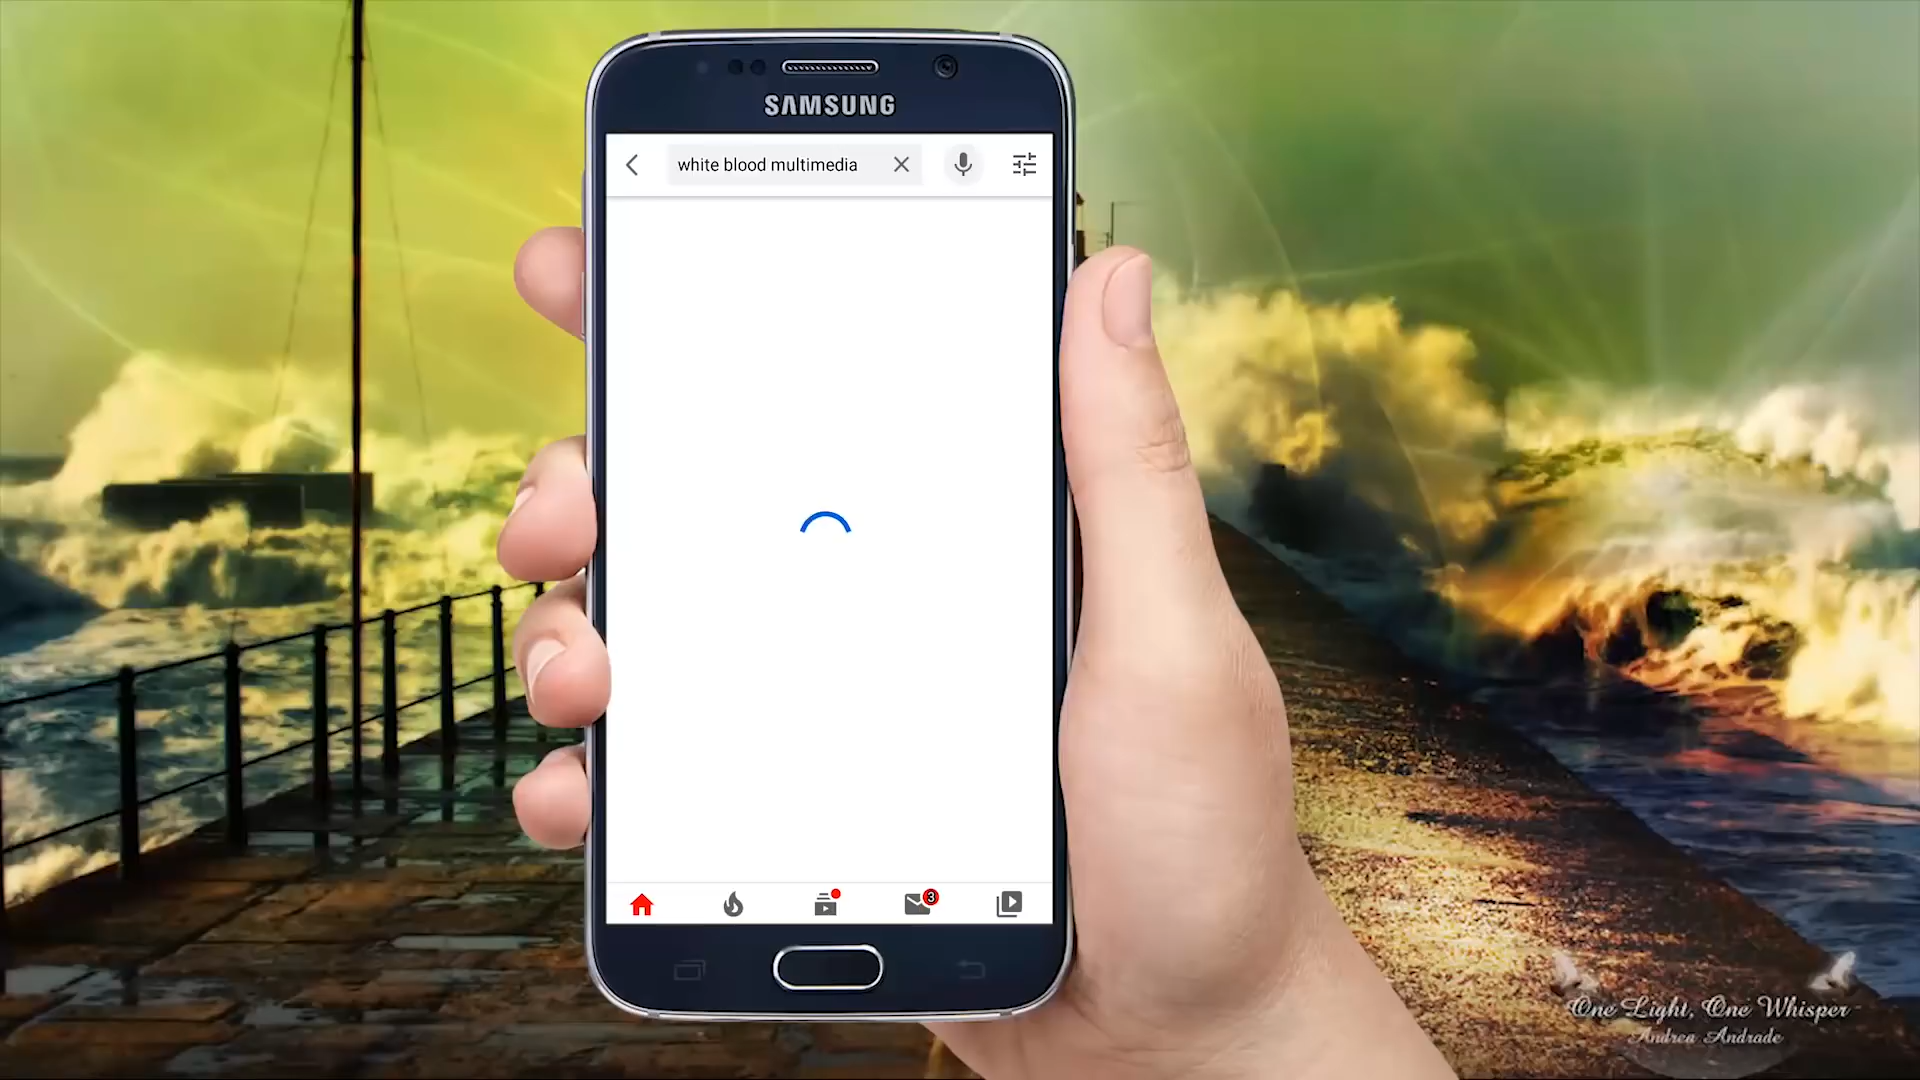 SAMSUNG
white blood multimedia
3
One Light, One Whisper
Andrea Andrade